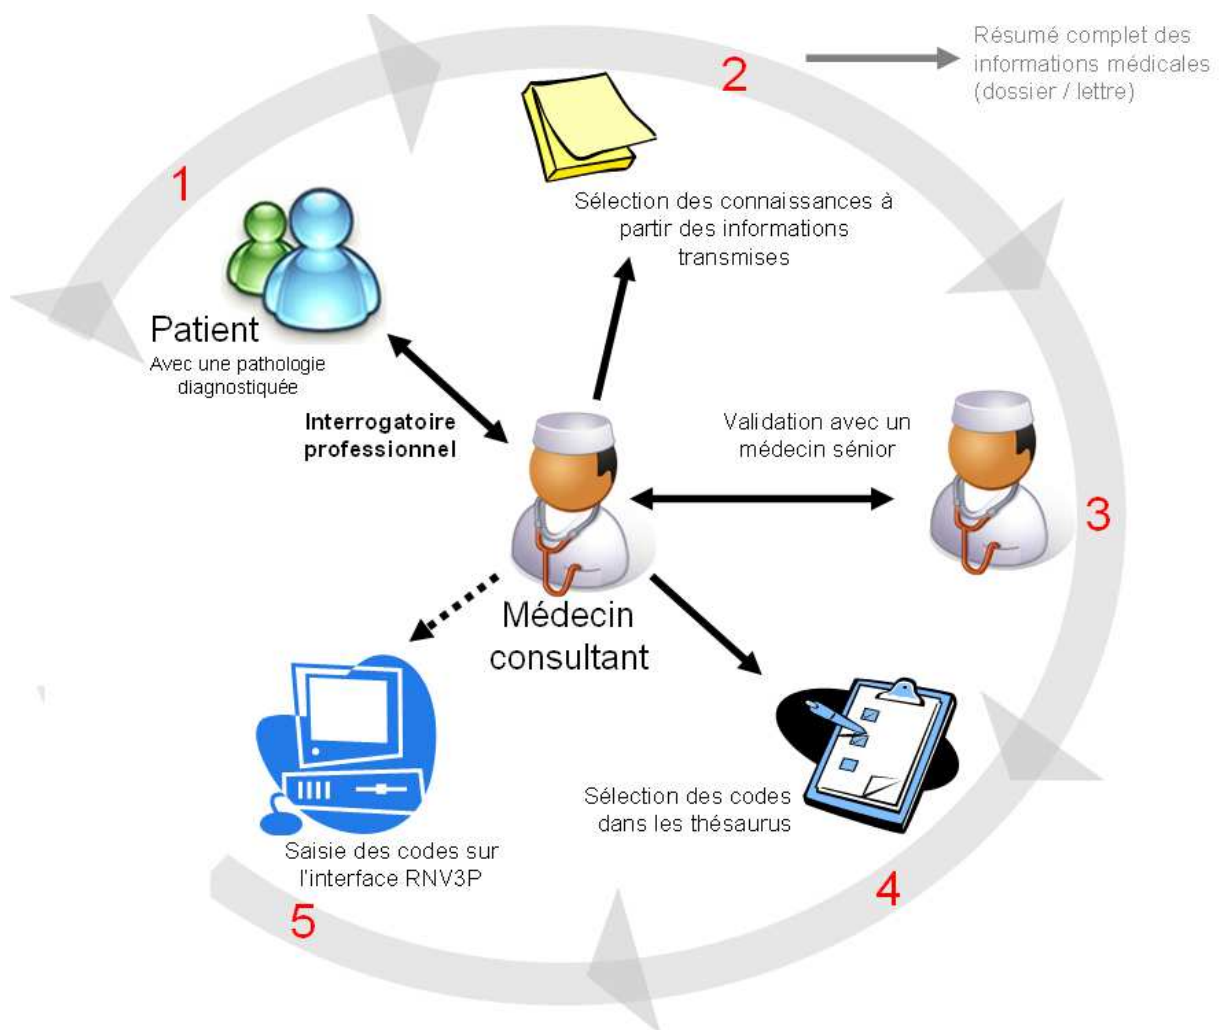 Résumé complet des
informations médicales
(dossier / lettre)
2
1
Sélection des connaissances à
partir des informations
transmises
Patient
Avec une pathologie
diagnostiquée
Interrogatoire
professionnel
Validation avec un
médecin sénior
3
Médecin
consultant
Sélection des codes
dans les thésaurus
4
Saisie des codes sur
l'interface RNV3P
5